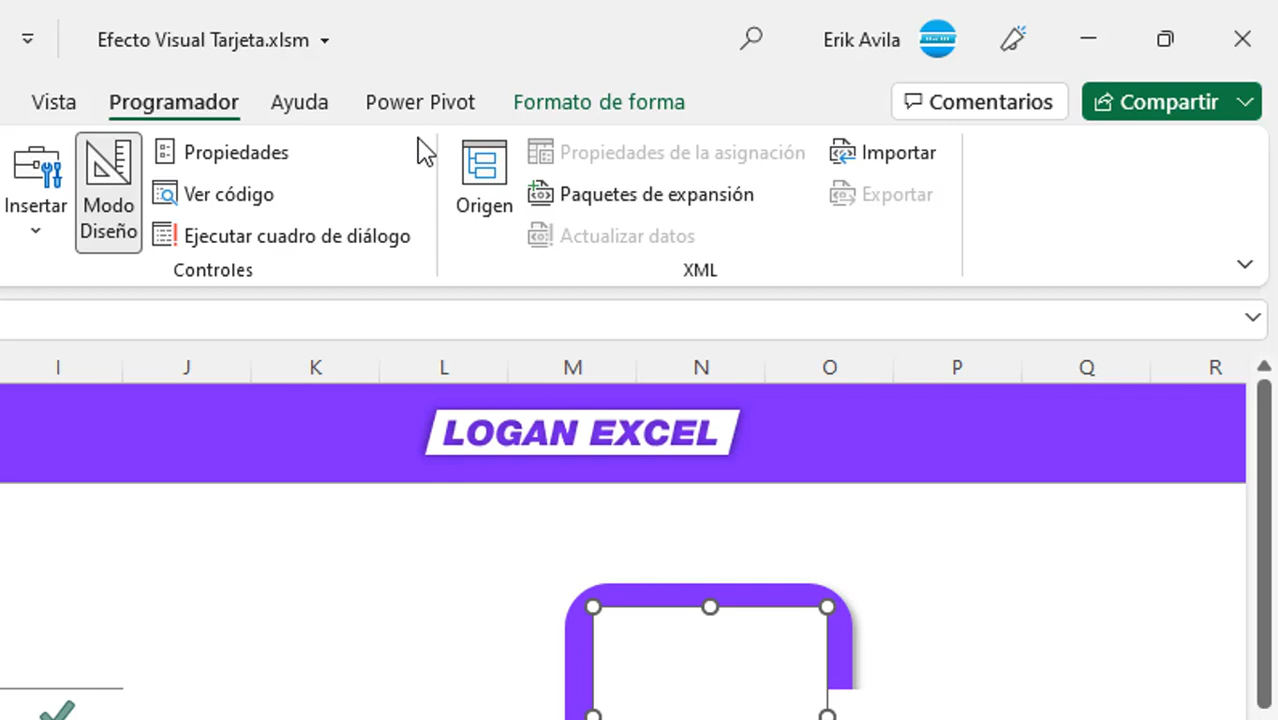 Efecto Visual Tarjeta.xlsm
Erik Avila
Vista Programador Ayuda Power Pivot Formato de forma
Comentarios Compartir
Insertar
Modo Diseño
Propiedades
Ver código
Ejecutar cuadro de diálogo
Controles
Origen
Propiedades de la asignación
Paquetes de expansión
Actualizar datos
Importar
Exportar
XML
I J K L M N O P Q R
LOGAN EXCEL